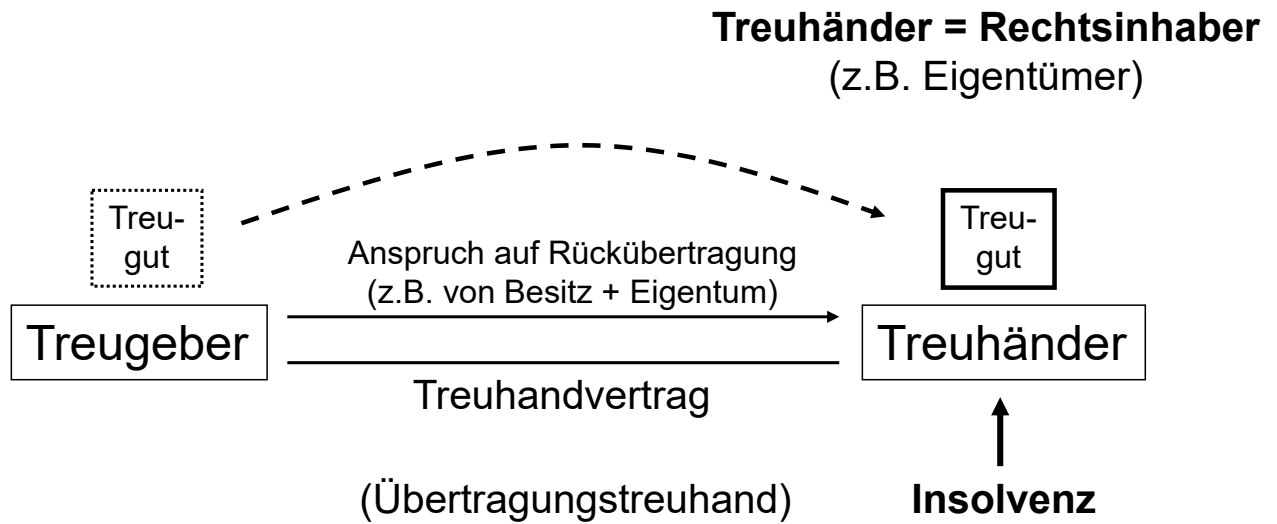 Treuhänder = Rechtsinhaber
(z.B. Eigentümer)
Treu-
gut
Treu-
gut
Anspruch auf Rückübertragung
(z.B. von Besitz + Eigentum)
Treugeber
Treuhänder
Treuhandvertrag
(Übertragungstreuhand)
Insolvenz